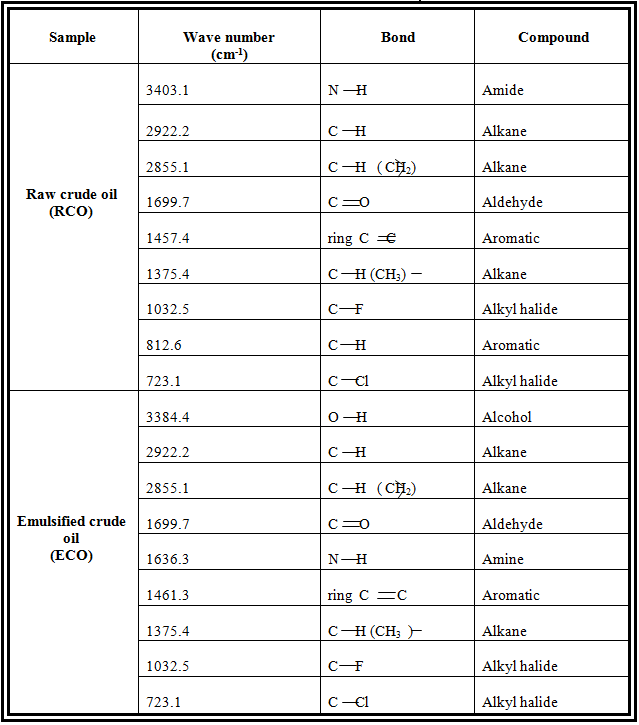 Sample Wave number (cm-1) Bond Compound
Raw crude oil (RCO)
3403.1 N—H Amide
2922.2 C—H Alkane
2855.1 C—H (CH2) Alkane
1699.7 C=O Aldehyde
1457.4 ring C=C Aromatic
1375.4 C—H (CH3) — Alkane
1032.5 C—F Alkyl halide
812.6 C—H Aromatic
723.1 C—Cl Alkyl halide
Emulsified crude oil (ECO)
3384.4 O—H Alcohol
2922.2 C—H Alkane
2855.1 C—H (CH2) Alkane
1699.7 C=O Aldehyde
1636.3 N—H Amine
1461.3 ring C=C Aromatic
1375.4 C—H (CH3 )— Alkane
1032.5 C—F Alkyl halide
723.1 C—Cl Alkyl halide